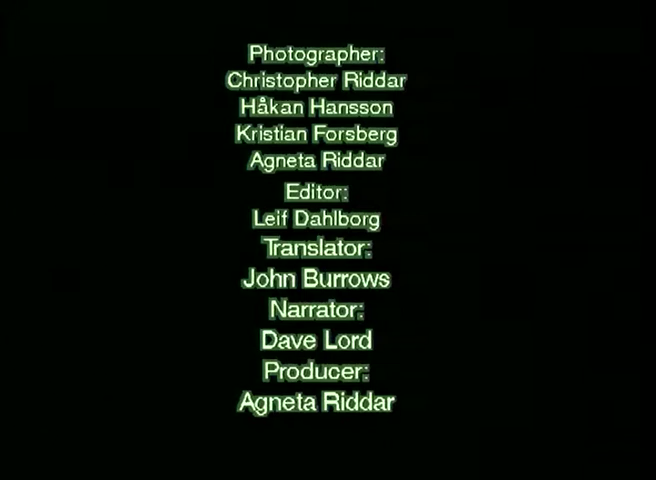 Photographer:
Christopher Riddar
Håkan Hansson
Kristian Forsberg
Agneta Riddar
Editor:
Leif Dahlborg
Translator:
John Burrows
Narrator:
Dave Lord
Producer:
Agneta Riddar